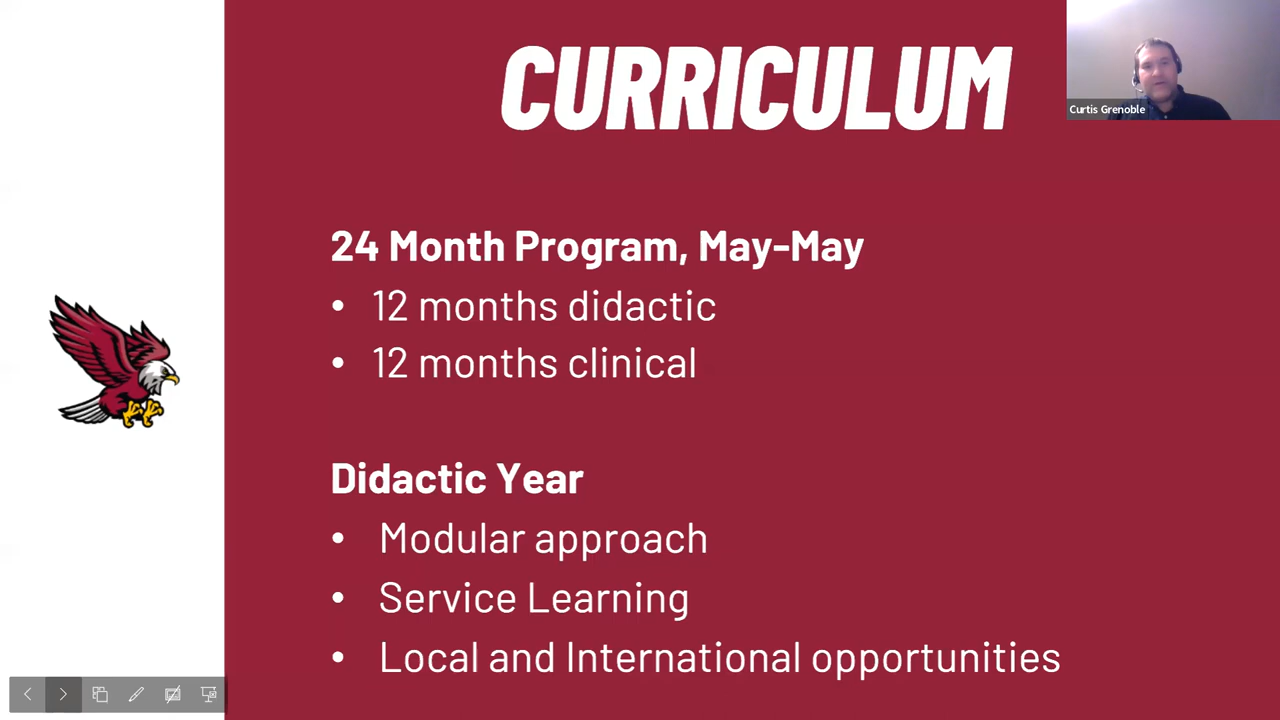 CURRICULUM
Curtis Grenoble
24 Month Program, May-May
• 12 months didactic
• 12 months clinical
Didactic Year
• Modular approach
• Service Learning
• Local and International opportunities